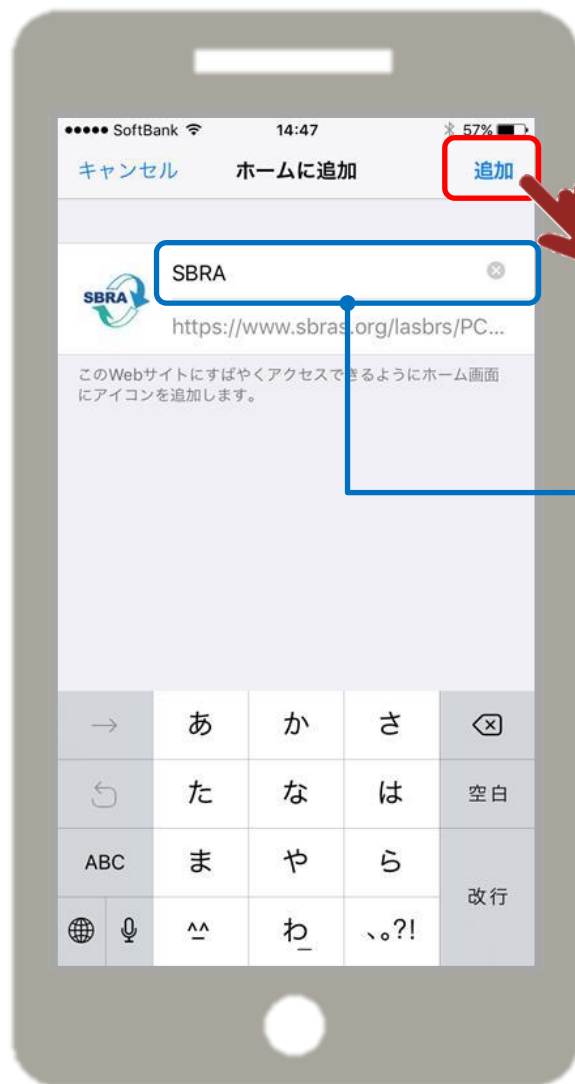 SoftBank 14:47 57%
キャンセル ホームに追加 追加
SBRA
SBRA
https://www.sbras.org/lasbrs/PC...
このWebサイトにすばやくアクセスできるようにホーム画面
にアイコンを追加します。
→ あ か さ
た な は 空白
ABC ま や ら
改行
^^ わ 、。?!